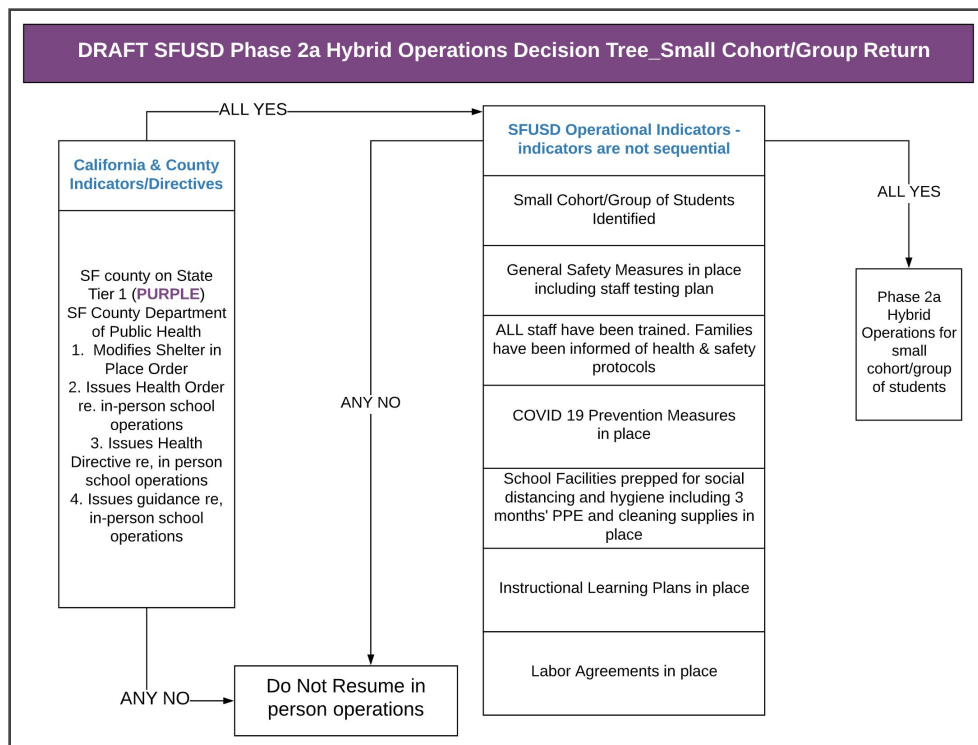 DRAFT SFUSD Phase 2a Hybrid Operations Decision Tree_Small Cohort/Group Return
ALL YES
California & County
Indicators/Directives
SF county on State
Tier 1 (PURPLE)
SF County Department
of Public Health
1. Modifies Shelter in
Place Order
2. Issues Health Order
re. in-person school
operations
3. Issues Health
Directive re, in person
school operations
4. Issues guidance re,
in-person school
operations
ANY NO
Do Not Resume in
person operations
ANY NO
SFUSD Operational Indicators -
indicators are not sequential
Small Cohort/Group of Students
Identified
General Safety Measures in place
including staff testing plan
ALL staff have been trained. Families
have been informed of health & safety
protocols
COVID 19 Prevention Measures
in place
School Facilities prepped for social
distancing and hygiene including 3
months' PPE and cleaning supplies in
place
Instructional Learning Plans in place
Labor Agreements in place
ALL YES
Phase 2a
Hybrid
Operations for
small
cohort/group
of students